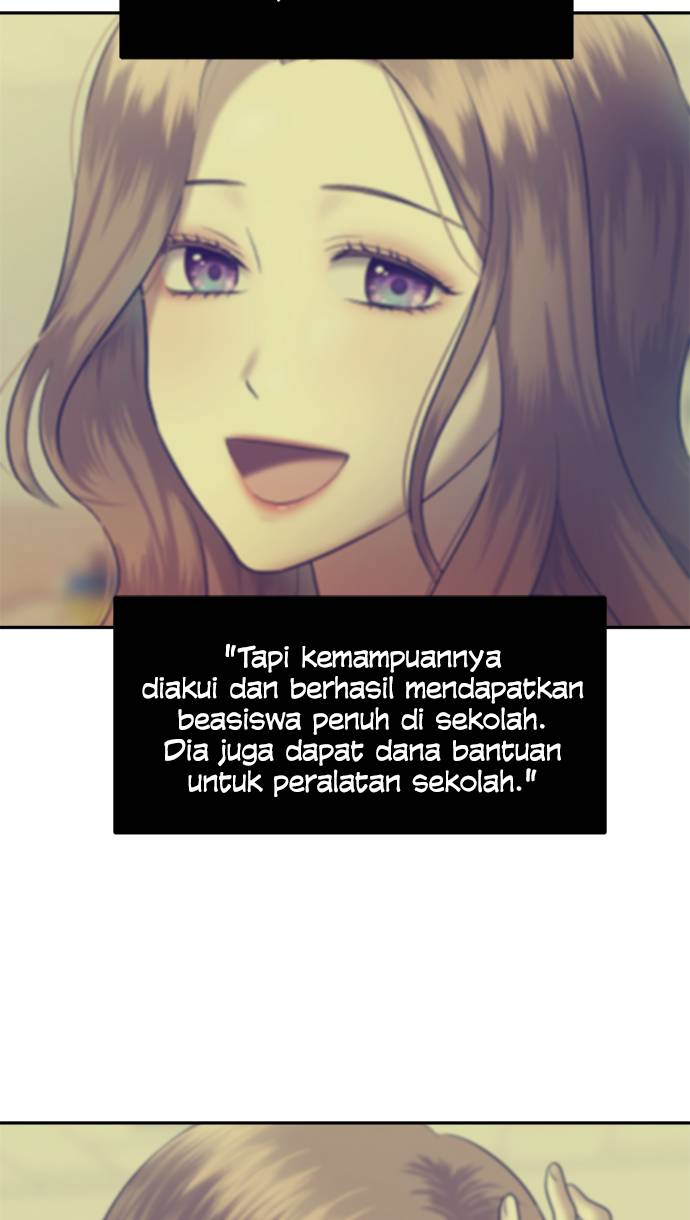 "Tapi kemampuannya
diakui dan berhasil mendapatkan
beasiswa penuh di sekolah.
Dia juga dapat dana bantuan
untuk peralatan sekolah."